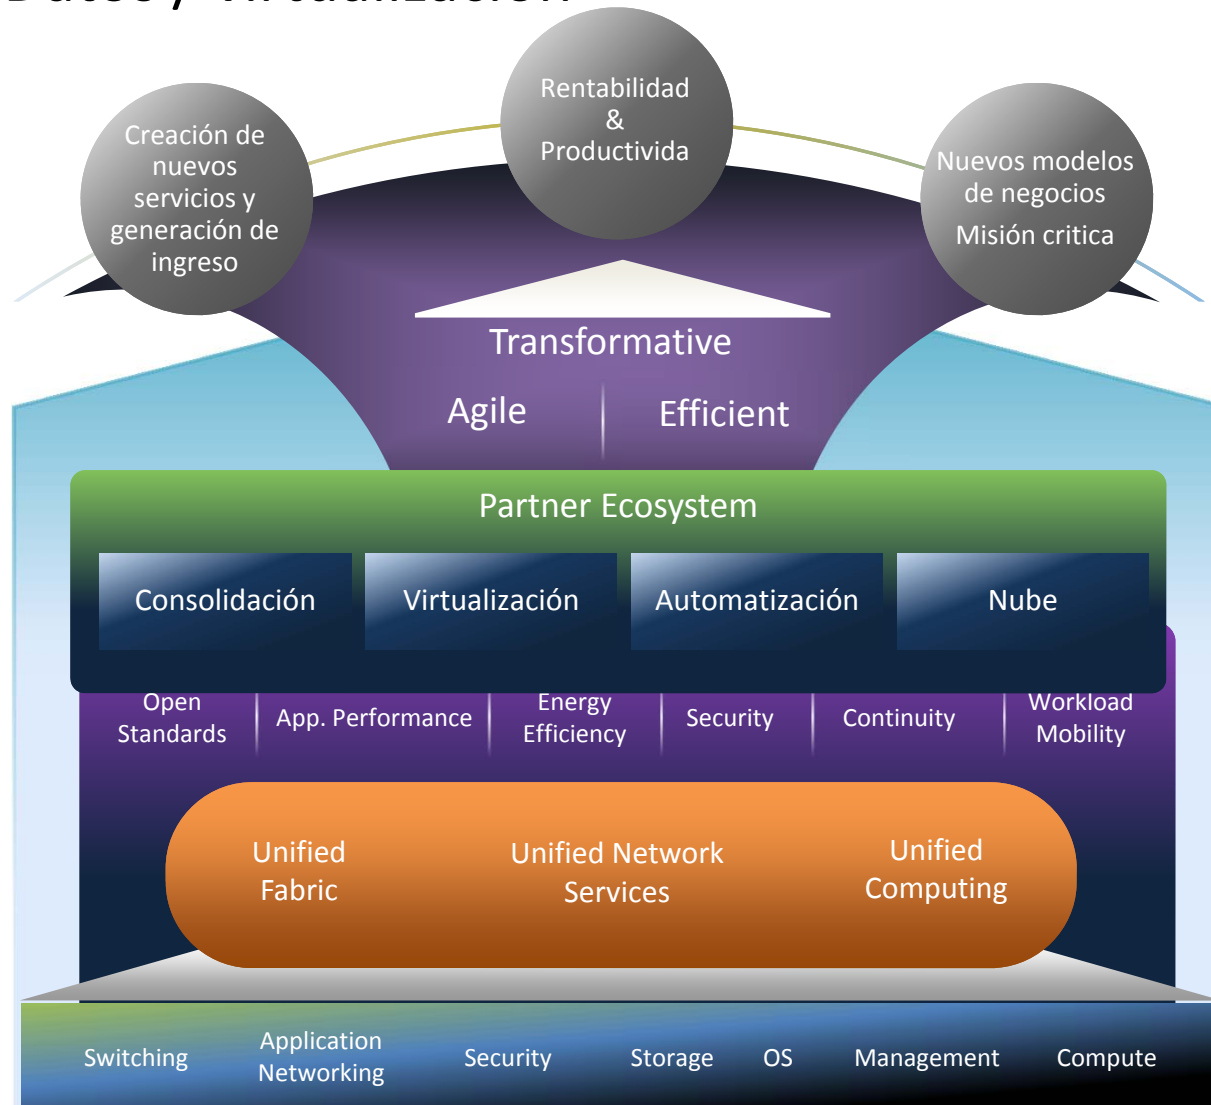 Rentabilidad
&
Productivida
Creación de
nuevos
servicios y
generación de
ingreso
Nuevos modelos
de negocios
Misión critica
Transformative
Agile
Efficient
Partner Ecosystem
Consolidación
Virtualización
Automatización
Nube
Open
Standards
App. Performance
Energy
Efficiency
Security
Continuity
Workload
Mobility
Unified
Fabric
Unified Network
Services
Unified
Computing
Switching
Application
Networking
Security
Storage
OS
Management
Compute